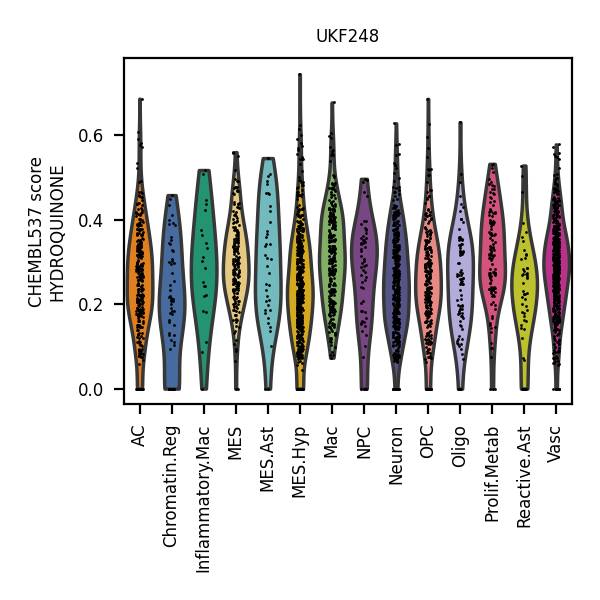 UKF248
CHEMBL537 score
HYDROQUINONE
0.6
0.4
0.2
0.0
AC
Chromatin.Reg
Inflammatory.Mac
MES
MES.Ast
MES.Hyp
Mac
NPC
Neuron
OPC
Oligo
Prolif.Metab
Reactive.Ast
Vasc